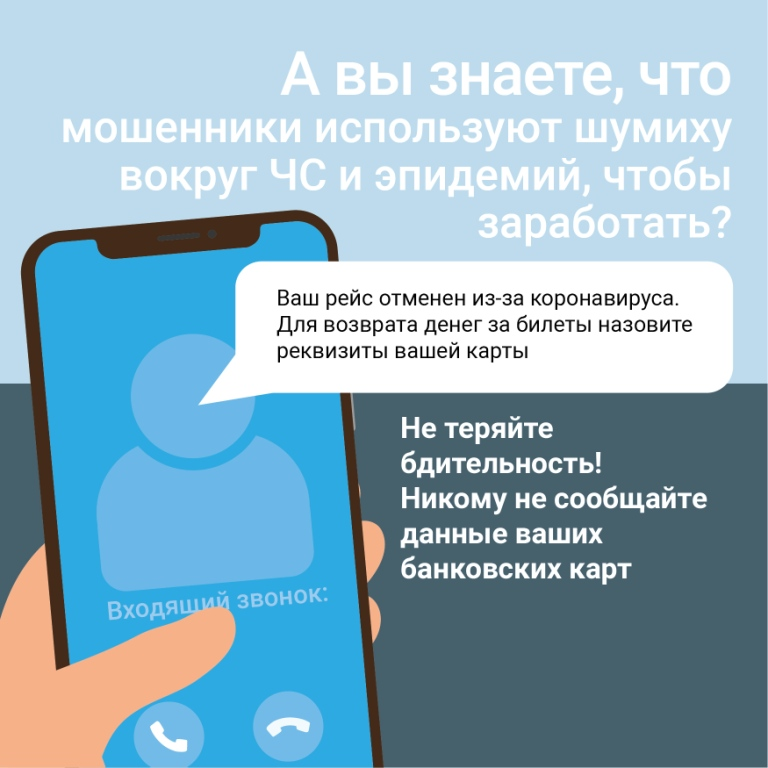 А вы знаете, что
мошенники используют шумиху
вокруг ЧС и эпидемий, чтобы
заработать?
Ваш рейс отменен из-за коронавируса.
Для возврата денег за билеты назовите
реквизиты вашей карты
Не теряйте
бдительность!
Никому не сообщайте
данные ваших
банковских карт
Входящий звонок: